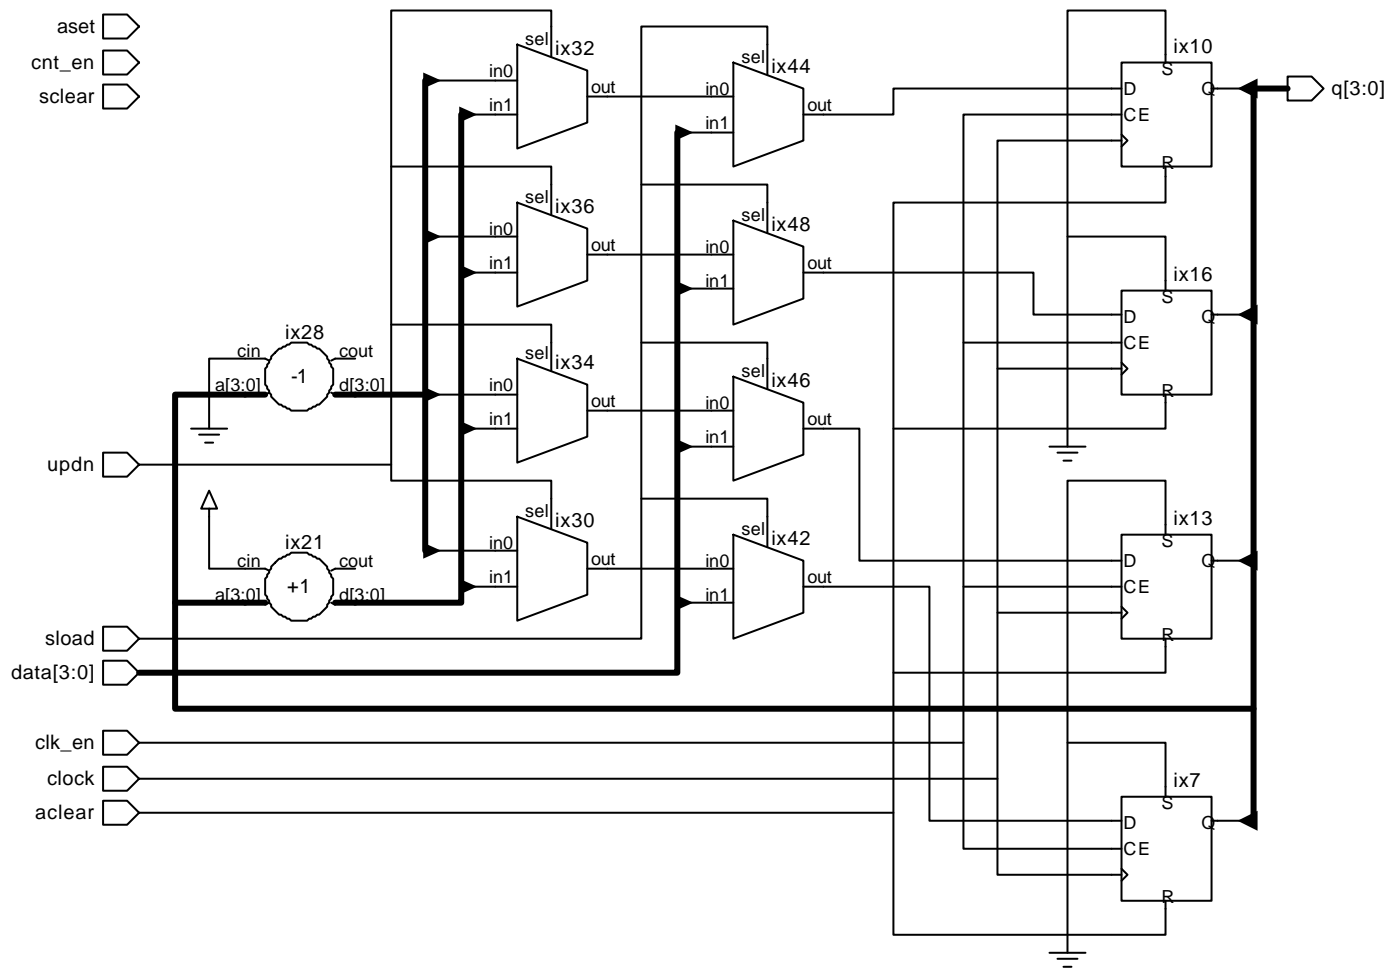 aset
cnt_en
sclear
sel
ix32
in0
in1
out
sel
ix44
in0
in1
out
ix10
S
D
Q
CE
R
q[3:0]
sel
ix36
in0
in1
out
sel
ix48
in0
in1
out
ix16
S
D
Q
CE
R
ix28
cin
cout
-1
a[3:0]
d[3:0]
sel
ix34
in0
in1
out
sel
ix46
in0
in1
out
updn
ix21
cin
cout
+1
a[3:0]
d[3:0]
sel
ix30
in0
in1
out
sel
ix42
in0
in1
out
ix13
S
D
Q
CE
R
sload
data[3:0]
clk_en
clock
aclear
ix7
S
D
Q
CE
R